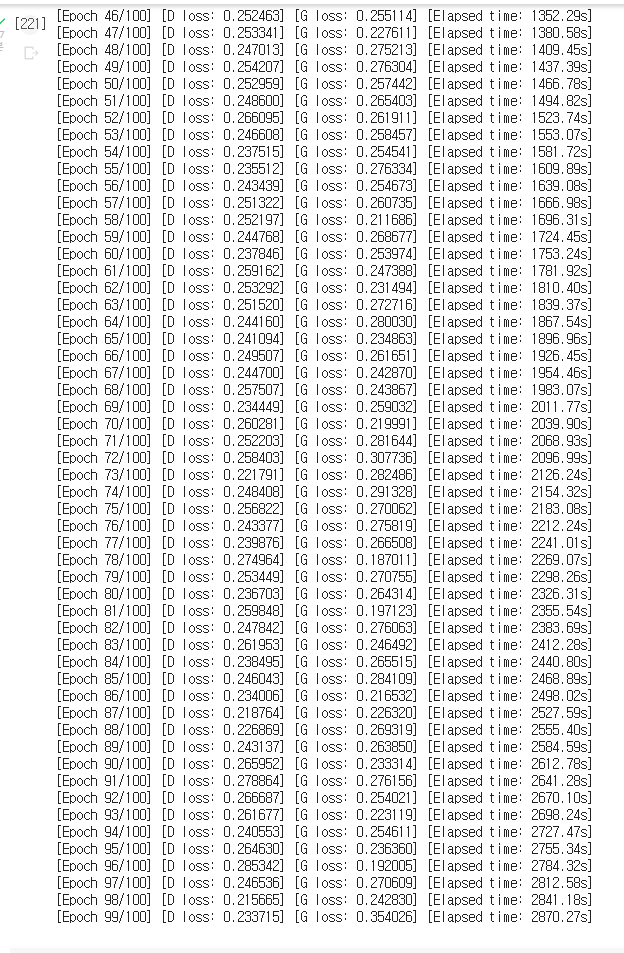 [221]
[Epoch 46/100] [D loss: 0.252463] [G loss: 0.255114] [Elapsed time: 1352.29s]
[Epoch 47/100] [D loss: 0.253341] [G loss: 0.227611] [Elapsed time: 1380.58s]
[Epoch 48/100] [D loss: 0.247013] [G loss: 0.275213] [Elapsed time: 1409.45s]
[Epoch 49/100] [D loss: 0.254207] [G loss: 0.276304] [Elapsed time: 1437.39s]
[Epoch 50/100] [D loss: 0.252959] [G loss: 0.257442] [Elapsed time: 1466.78s]
[Epoch 51/100] [D loss: 0.248600] [G loss: 0.265403] [Elapsed time: 1494.82s]
[Epoch 52/100] [D loss: 0.266095] [G loss: 0.261911] [Elapsed time: 1523.74s]
[Epoch 53/100] [D loss: 0.246608] [G loss: 0.258457] [Elapsed time: 1553.07s]
[Epoch 54/100] [D loss: 0.237515] [G loss: 0.254541] [Elapsed time: 1581.72s]
[Epoch 55/100] [D loss: 0.235512] [G loss: 0.276334] [Elapsed time: 1609.89s]
[Epoch 56/100] [D loss: 0.243439] [G loss: 0.254673] [Elapsed time: 1639.08s]
[Epoch 57/100] [D loss: 0.251322] [G loss: 0.260735] [Elapsed time: 1666.98s]
[Epoch 58/100] [D loss: 0.252197] [G loss: 0.211686] [Elapsed time: 1696.31s]
[Epoch 59/100] [D loss: 0.244768] [G loss: 0.268677] [Elapsed time: 1724.45s]
[Epoch 60/100] [D loss: 0.237846] [G loss: 0.253974] [Elapsed time: 1753.24s]
[Epoch 61/100] [D loss: 0.259162] [G loss: 0.247388] [Elapsed time: 1781.92s]
[Epoch 62/100] [D loss: 0.253292] [G loss: 0.231494] [Elapsed time: 1810.40s]
[Epoch 63/100] [D loss: 0.251520] [G loss: 0.272716] [Elapsed time: 1839.37s]
[Epoch 64/100] [D loss: 0.244160] [G loss: 0.280030] [Elapsed time: 1867.54s]
[Epoch 65/100] [D loss: 0.241094] [G loss: 0.234863] [Elapsed time: 1896.96s]
[Epoch 66/100] [D loss: 0.249507] [G loss: 0.261651] [Elapsed time: 1926.45s]
[Epoch 67/100] [D loss: 0.244700] [G loss: 0.242870] [Elapsed time: 1954.46s]
[Epoch 68/100] [D loss: 0.257507] [G loss: 0.243867] [Elapsed time: 1983.07s]
[Epoch 69/100] [D loss: 0.234449] [G loss: 0.259032] [Elapsed time: 2011.77s]
[Epoch 70/100] [D loss: 0.260281] [G loss: 0.219991] [Elapsed time: 2039.90s]
[Epoch 71/100] [D loss: 0.252203] [G loss: 0.281644] [Elapsed time: 2068.93s]
[Epoch 72/100] [D loss: 0.258403] [G loss: 0.307736] [Elapsed time: 2096.99s]
[Epoch 73/100] [D loss: 0.221791] [G loss: 0.282486] [Elapsed time: 2126.24s]
[Epoch 74/100] [D loss: 0.248408] [G loss: 0.291328] [Elapsed time: 2154.32s]
[Epoch 75/100] [D loss: 0.256822] [G loss: 0.270062] [Elapsed time: 2183.08s]
[Epoch 76/100] [D loss: 0.243377] [G loss: 0.275819] [Elapsed time: 2212.24s]
[Epoch 77/100] [D loss: 0.239876] [G loss: 0.266508] [Elapsed time: 2241.01s]
[Epoch 78/100] [D loss: 0.274964] [G loss: 0.187011] [Elapsed time: 2269.07s]
[Epoch 79/100] [D loss: 0.253449] [G loss: 0.270755] [Elapsed time: 2298.26s]
[Epoch 80/100] [D loss: 0.236703] [G loss: 0.264314] [Elapsed time: 2326.31s]
[Epoch 81/100] [D loss: 0.259848] [G loss: 0.197123] [Elapsed time: 2355.54s]
[Epoch 82/100] [D loss: 0.247842] [G loss: 0.276063] [Elapsed time: 2383.69s]
[Epoch 83/100] [D loss: 0.261953] [G loss: 0.246492] [Elapsed time: 2412.28s]
[Epoch 84/100] [D loss: 0.238495] [G loss: 0.265515] [Elapsed time: 2440.80s]
[Epoch 85/100] [D loss: 0.246043] [G loss: 0.284109] [Elapsed time: 2468.89s]
[Epoch 86/100] [D loss: 0.234006] [G loss: 0.216532] [Elapsed time: 2498.02s]
[Epoch 87/100] [D loss: 0.218764] [G loss: 0.226320] [Elapsed time: 2527.59s]
[Epoch 88/100] [D loss: 0.226869] [G loss: 0.269319] [Elapsed time: 2555.40s]
[Epoch 89/100] [D loss: 0.243137] [G loss: 0.263850] [Elapsed time: 2584.59s]
[Epoch 90/100] [D loss: 0.265952] [G loss: 0.233314] [Elapsed time: 2612.78s]
[Epoch 91/100] [D loss: 0.278864] [G loss: 0.276156] [Elapsed time: 2641.28s]
[Epoch 92/100] [D loss: 0.266687] [G loss: 0.254021] [Elapsed time: 2670.10s]
[Epoch 93/100] [D loss: 0.261677] [G loss: 0.223119] [Elapsed time: 2698.24s]
[Epoch 94/100] [D loss: 0.240553] [G loss: 0.254611] [Elapsed time: 2727.47s]
[Epoch 95/100] [D loss: 0.264630] [G loss: 0.236360] [Elapsed time: 2755.34s]
[Epoch 96/100] [D loss: 0.285342] [G loss: 0.192005] [Elapsed time: 2784.32s]
[Epoch 97/100] [D loss: 0.246536] [G loss: 0.270609] [Elapsed time: 2812.58s]
[Epoch 98/100] [D loss: 0.215665] [G loss: 0.242830] [Elapsed time: 2841.18s]
[Epoch 99/100] [D loss: 0.233715] [G loss: 0.354026] [Elapsed time: 2870.27s]